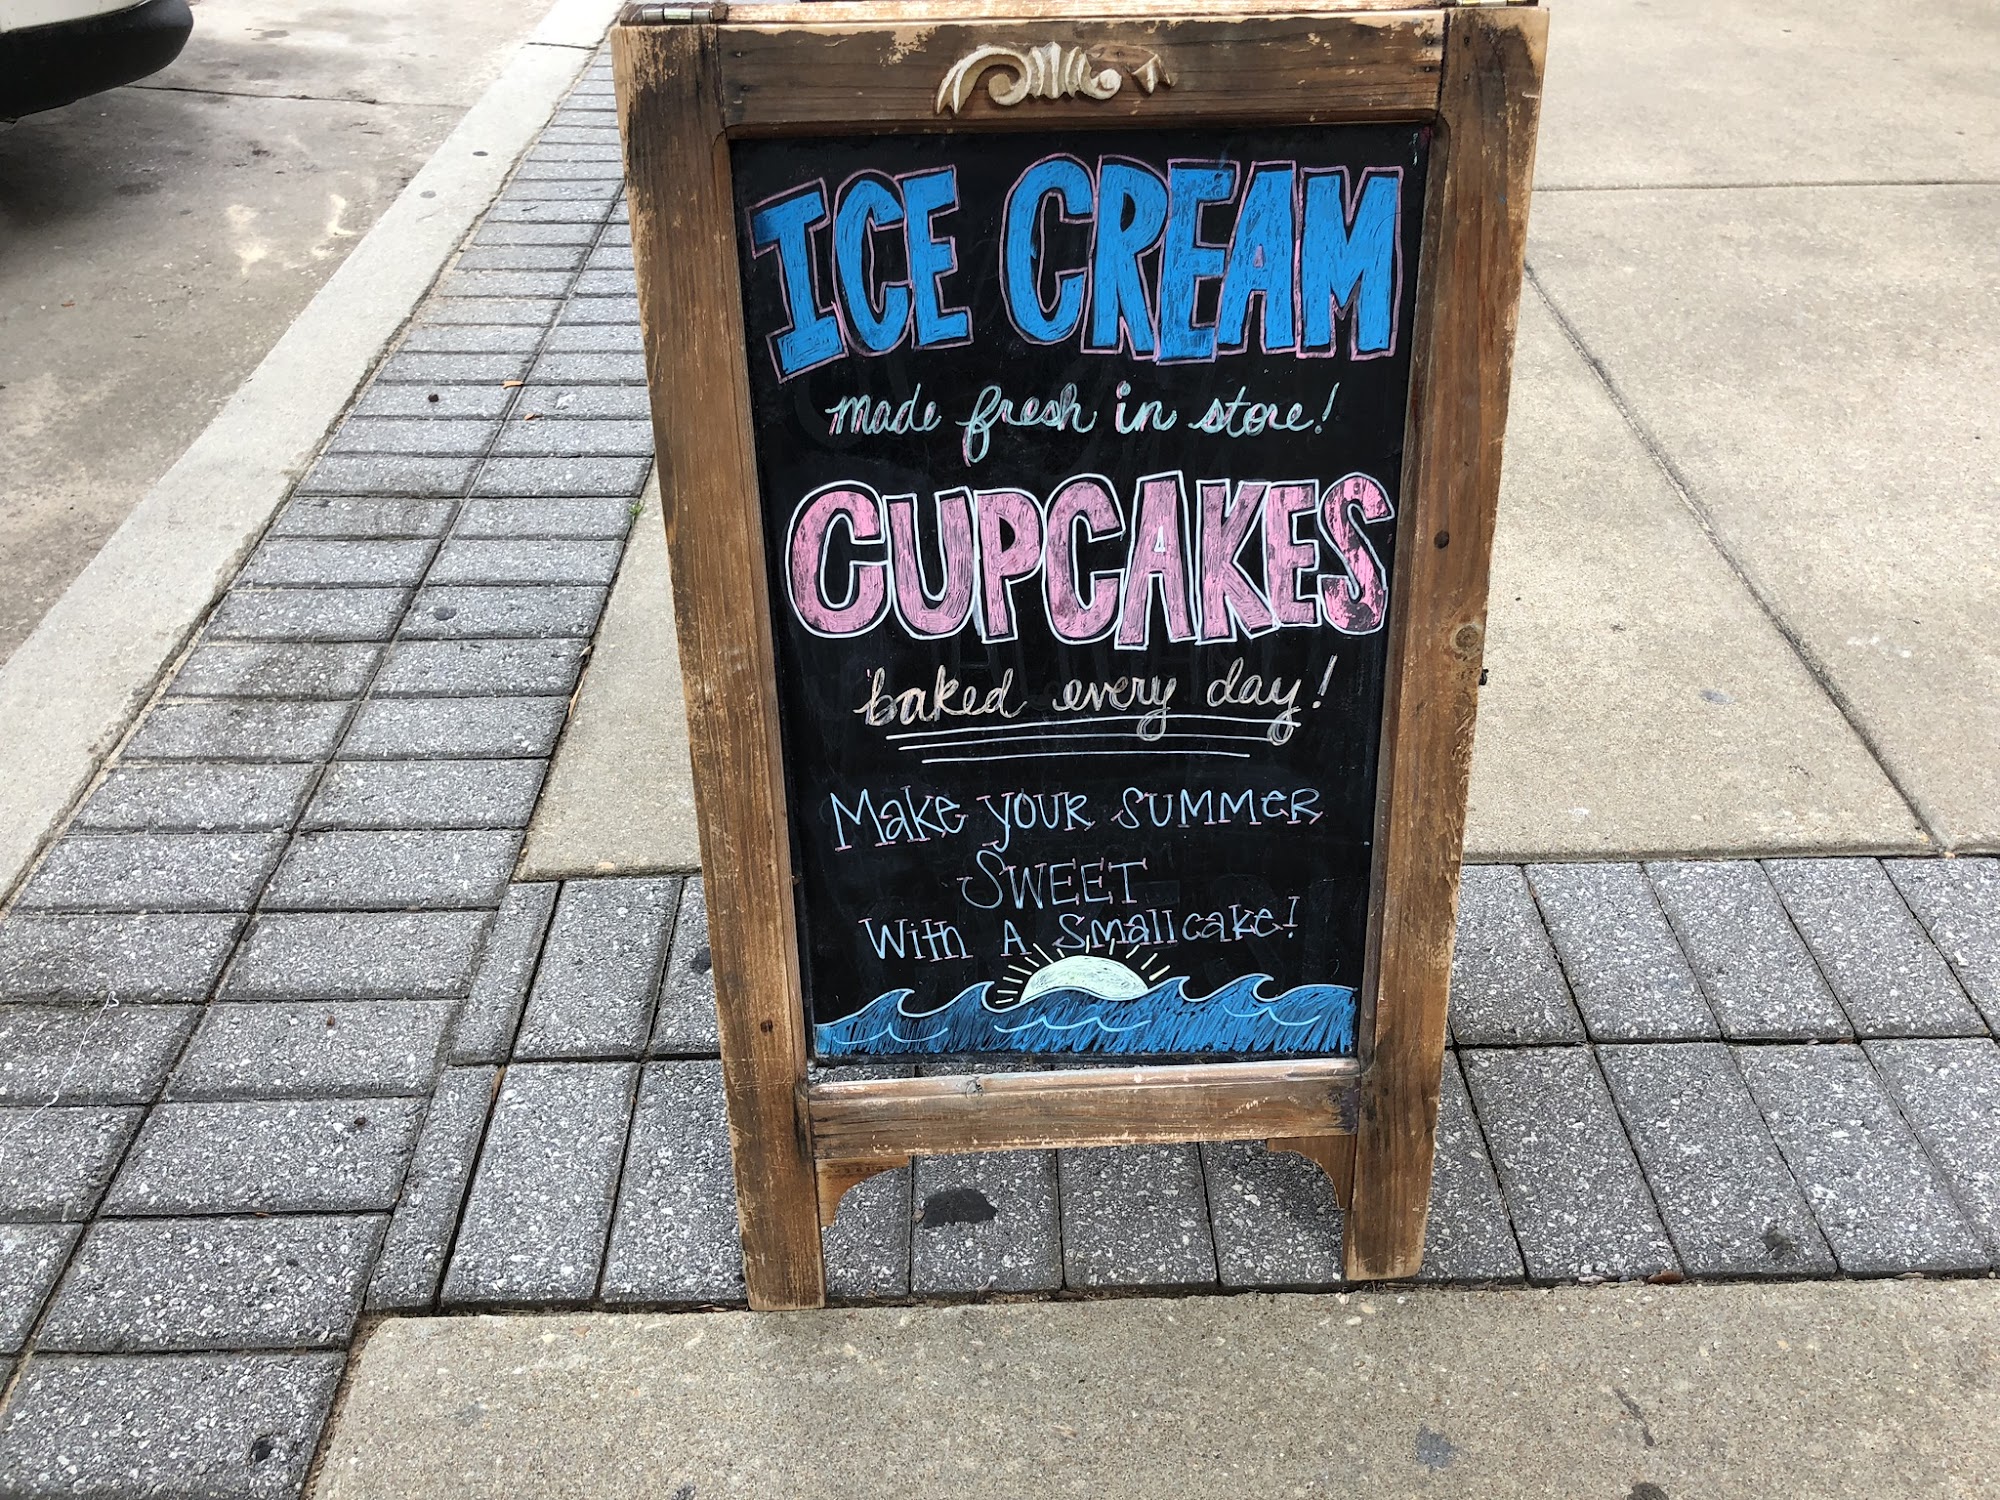 ICE CREAM
made fresh in store!
CUPCAKES
baked every day!
Make your summer
SWEET
With A Smallcake!